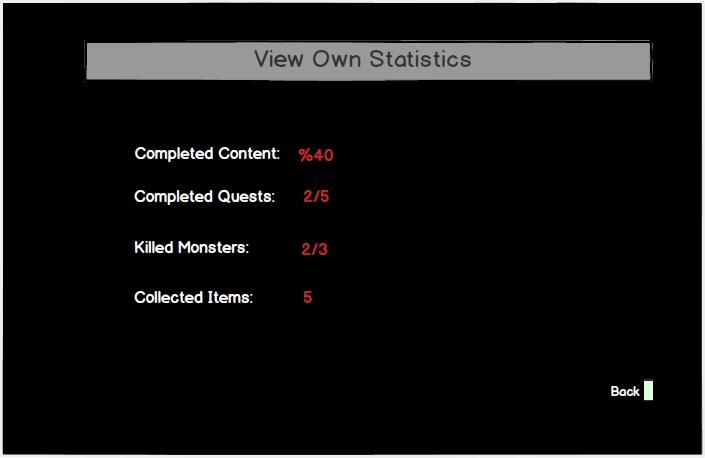 View Own Statistics
Completed Content: %40
Completed Quests: 2/5
Killed Monsters: 2/3
Collected Items: 5
Back